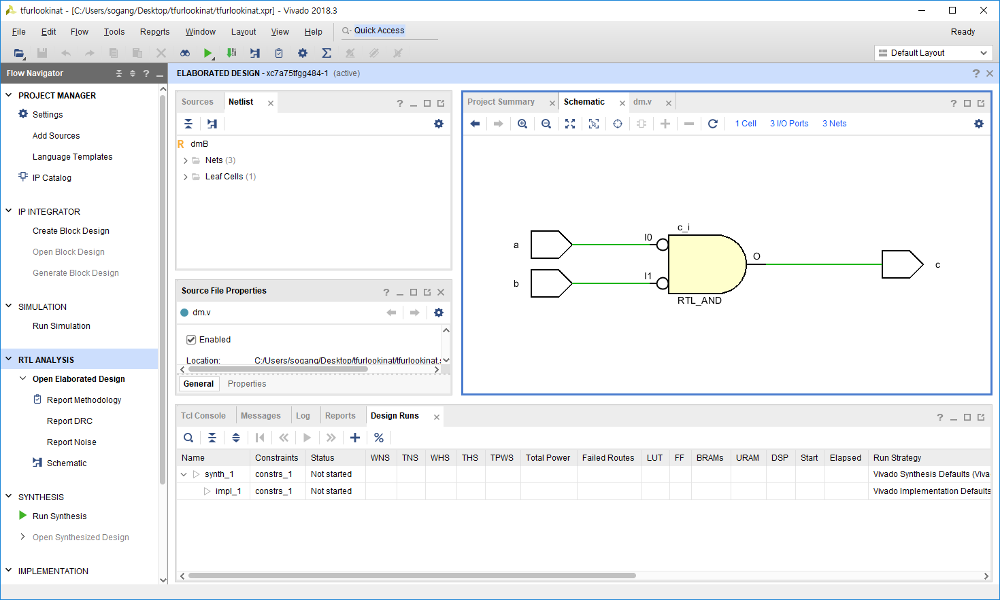 tfurlookinat - [C:/Users/sogang/Desktop/tfurlookinat/tfurlookinat.xpr] - Vivado 2018.3
File Edit Flow Tools Reports Window Layout View Help Quick Access Ready
Default Layout
Flow Navigator
PROJECT MANAGER
Settings
Add Sources
Language Templates
IP Catalog
IP INTEGRATOR
Create Block Design
Open Block Design
Generate Block Design
SIMULATION
Run Simulation
RTL ANALYSIS
Open Elaborated Design
Report Methodology
Report DRC
Report Noise
Schematic
SYNTHESIS
Run Synthesis
Open Synthesized Design
IMPLEMENTATION
ELABORATED DESIGN - xc7a75tfgg484-1 (active)
Sources Netlist
R dmB
Nets (3)
Leaf Cells (1)
Source File Properties
dm.v
Enabled
Location: C:/Users/sogang/Desktop/tfurlookinat/tfurlookinat.s
General Properties
Project Summary Schematic dm.v
1 Cell 3 I/O Ports 3 Nets
c_i
a I0
O
c
b I1
RTL_AND
Tcl Console Messages Log Reports Design Runs
Name Constraints Status WNS TNS WHS THS TPWS Total Power Failed Routes LUT FF BRAMs URAM DSP Start Elapsed Run Strategy
synth_1 constrs_1 Not started Vivado Synthesis Defaults (Viva
impl_1 constrs_1 Not started Vivado Implementation Defaults